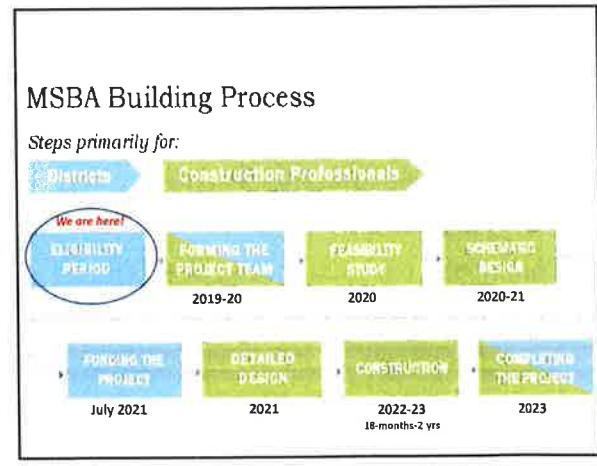 MSBA Building Process
Steps primarily for:
Districts
Construction Professionals
We are here!
ELIGIBILITY
PERIOD
FORMING THE
PROJECT TEAM
FEASIBILITY
STUDY
SCHEMATIC
DESIGN
2019-20
2020
2020-21
FUNDING THE
PROJECT
DETAILED
DESIGN
CONSTRUCTION
COMPLETING
THE PROJECT
July 2021
2021
2022-23
18-months-2 yrs
2023